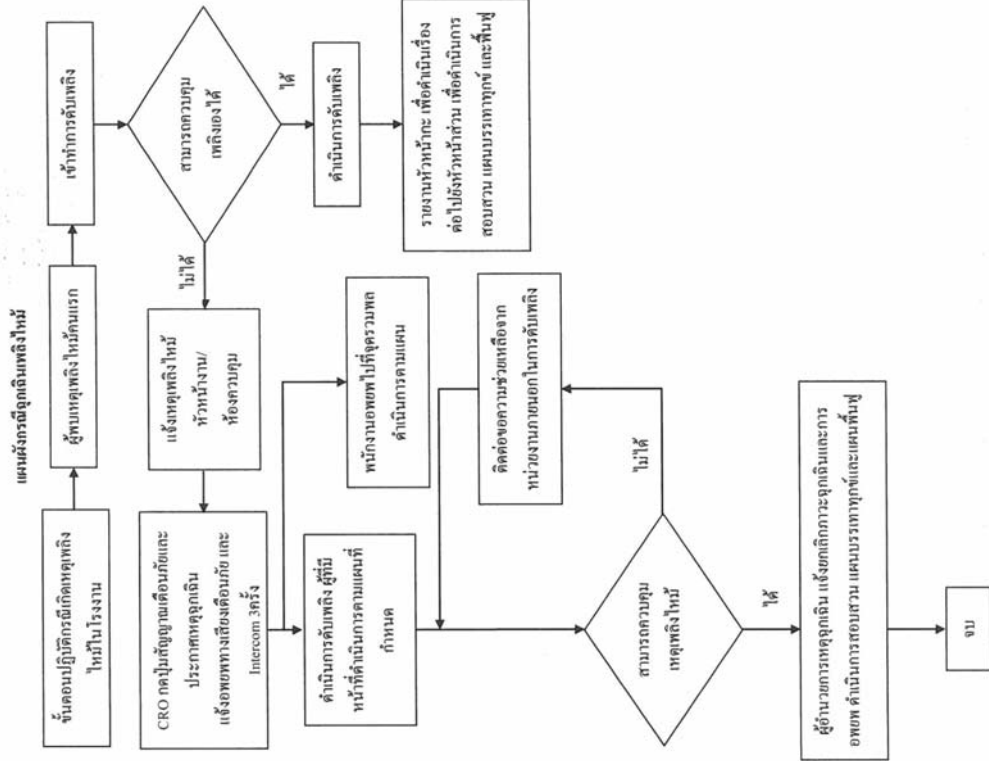 แผนผังกรณีฉุกเฉินเพลิงไหม้
ขั้นตอนปฏิบัติกรณีเกิดเหตุเพลิง
ไหม้ในโรงงาน
ผู้พบเหตุเพลิงไหม้คนแรก
เข้าทำการดับเพลิง
สามารถควบคุม
เพลิงเองได้
ได้
ดำเนินการดับเพลิง
รายงานหัวหน้ากะ เพื่อดำเนินเรื่อง
ต่อไปยังหัวหน้าส่วน เพื่อดำเนินการ
สอบสวน แผนบรรเทาทุกข์ และฟื้นฟู
ไม่ได้
แจ้งเหตุเพลิงไหม้
หัวหน้างาน/
ห้องควบคุม
CRO กดปุ่มสัญญาณเตือนภัยและ
ประกาศเหตุฉุกเฉิน
แจ้งอพยพทางเสียงเตือนภัย และ
Intercom 3ครั้ง
พนักงานอพยพไปที่จุดรวมพล
ดำเนินการตามแผน
ดำเนินการดับเพลิง ผู้ที่มี
หน้าที่ดำเนินการตามแผนที่
กำหนด
ติดต่อขอความช่วยเหลือจาก
หน่วยงานภายนอกในการดับเพลิง
ไม่ได้
สามารถควบคุม
เหตุเพลิงไหม้
ได้
ผู้อำนวยการเหตุฉุกเฉิน แจ้งยกเลิกภาวะฉุกเฉินและการ
อพยพ ดำเนินการสอบสวน แผนบรรเทาทุกข์และแผนฟื้นฟู
จบ